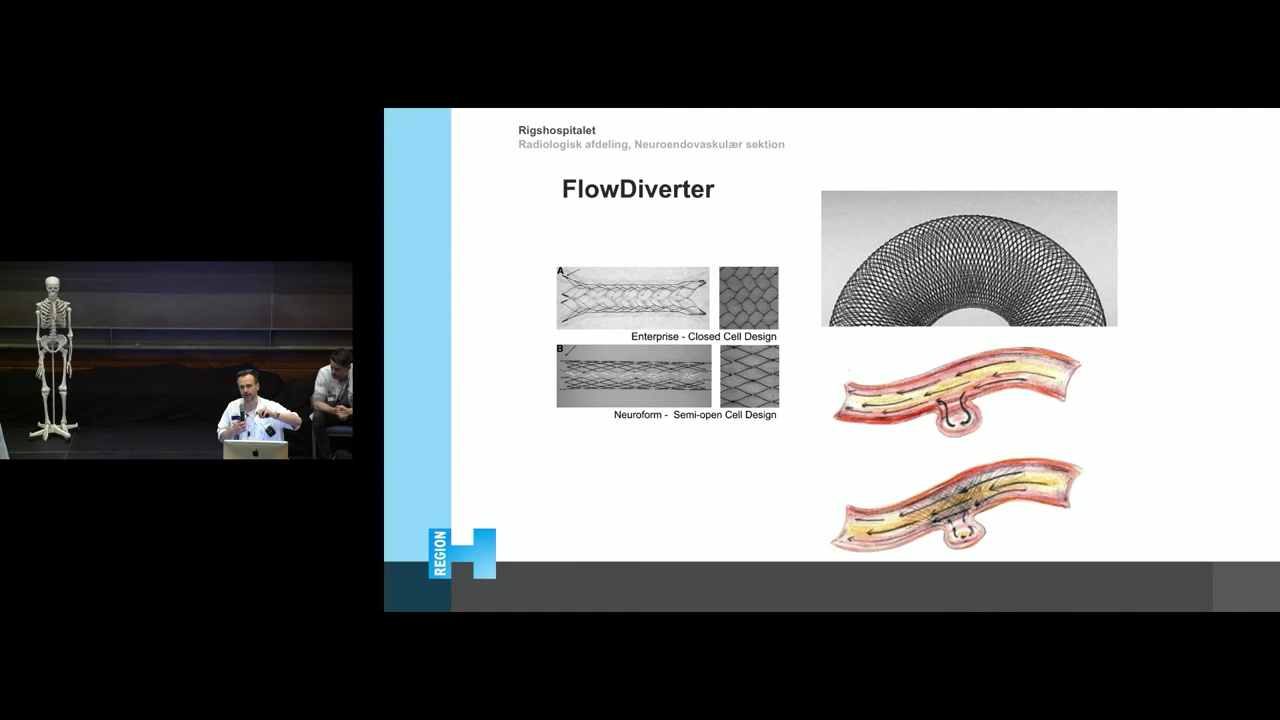 Rigshospitalet
Radiologisk afdeling, Neuroendovaskulær sektion
FlowDiverter
A
Enterprise - Closed Cell Design
B
Neuroform - Semi-open Cell Design
REGION
H